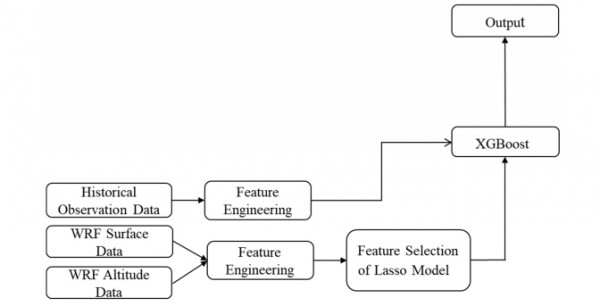 Output
XGBoost
Historical
Observation Data
Feature
Engineering
WRF Surface
Data
WRF Altitude
Data
Feature
Engineering
Feature Selection
of Lasso Model